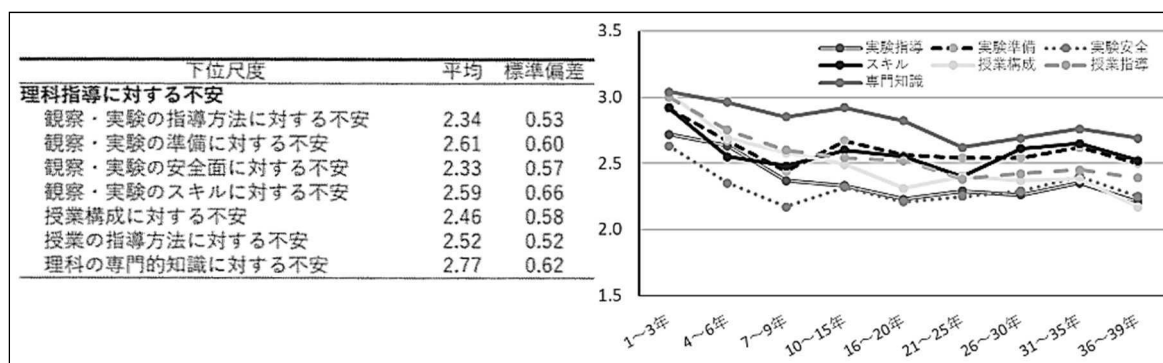 下位尺度 平均 標準偏差
理科指導に対する不安
観察・実験の指導方法に対する不安 2.34 0.53
観察・実験の準備に対する不安 2.61 0.60
観察・実験の安全面に対する不安 2.33 0.57
観察・実験のスキルに対する不安 2.59 0.66
授業構成に対する不安 2.46 0.58
授業の指導方法に対する不安 2.52 0.52
理科の専門的知識に対する不安 2.77 0.62
3.5
3.0
2.5
2.0
1.5
実験指導 実験準備 実験安全
スキル 授業構成 授業指導
専門知識
1～3年 4～6年 7～9年 10～15年 16～20年 21～25年 26～30年 31～35年 36～39年